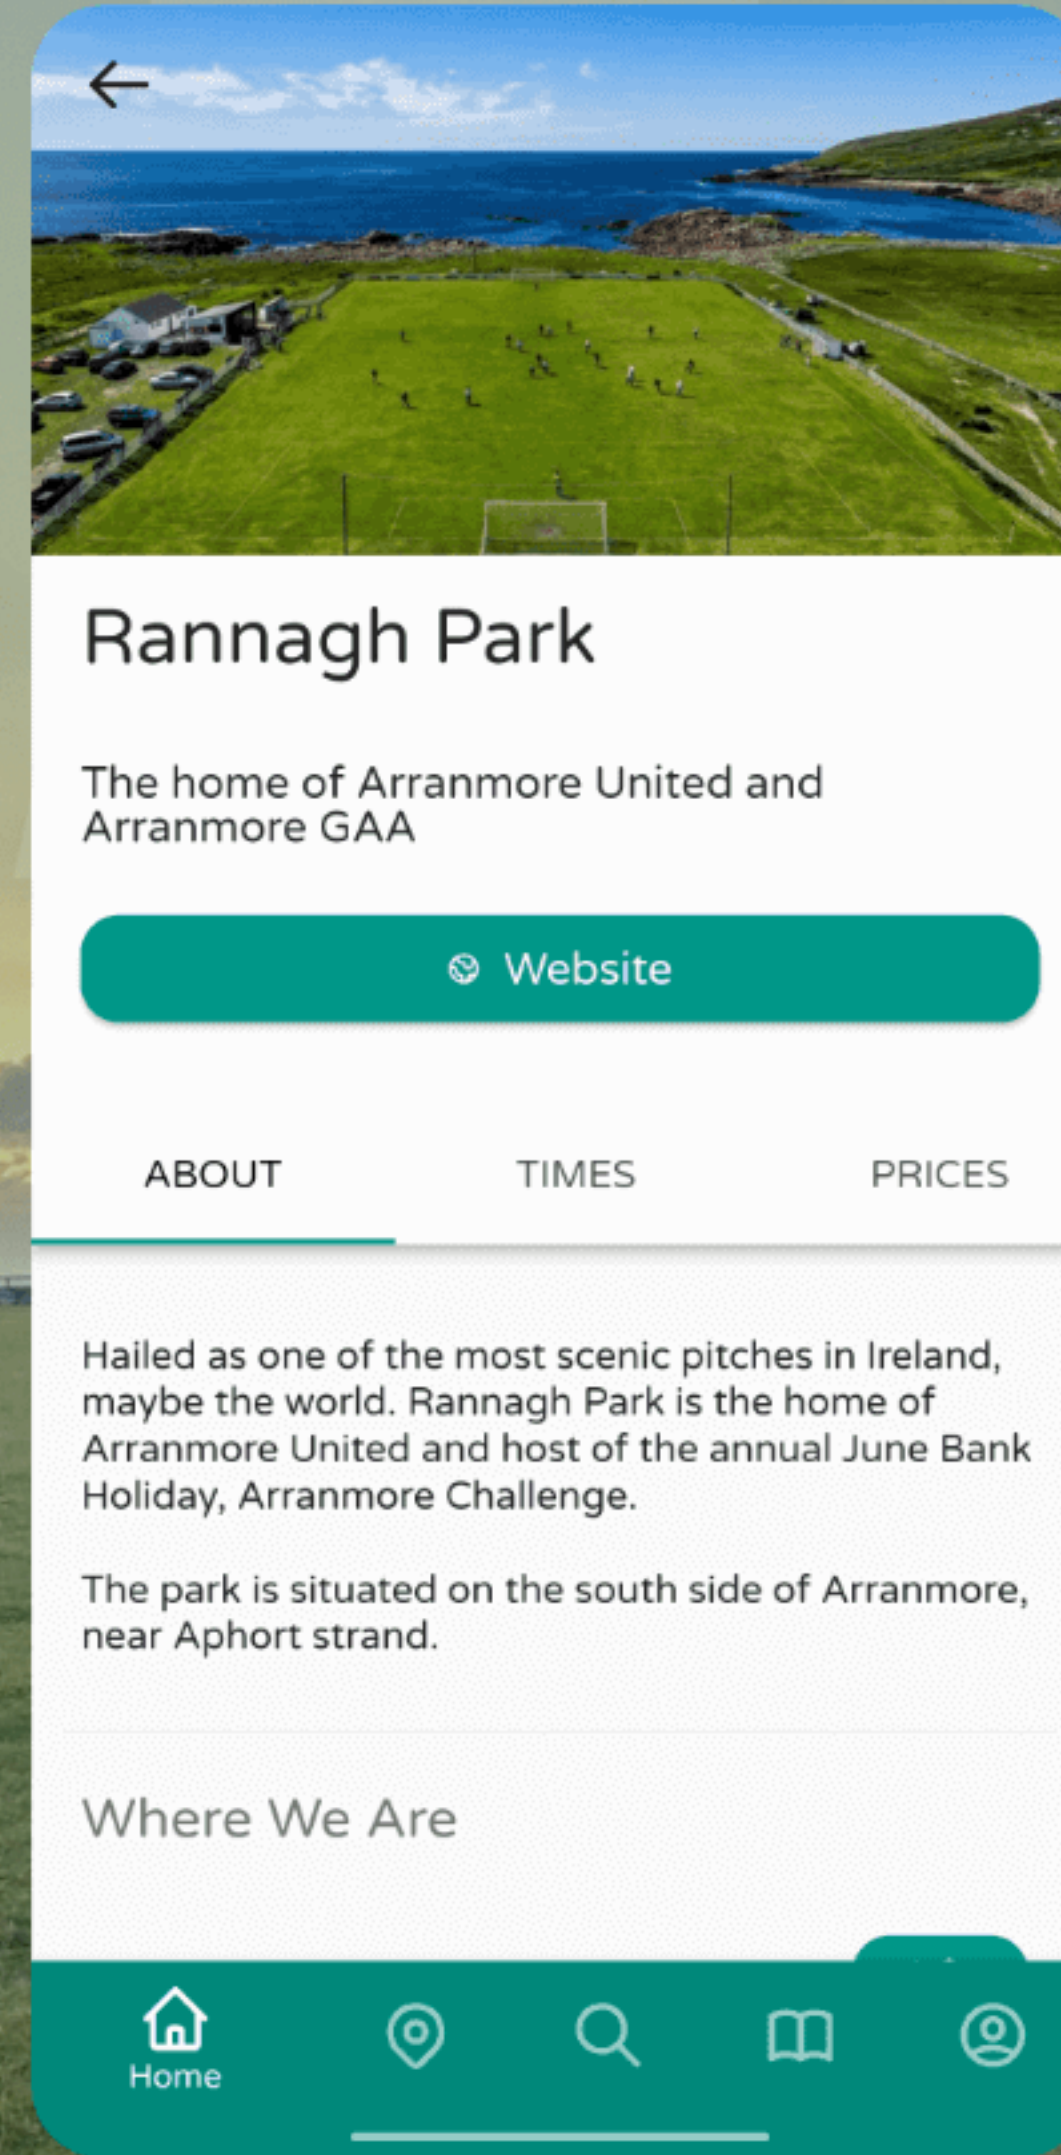 Rannagh Park
The home of Arranmore United and
Arranmore GAA
Website
ABOUT TIMES PRICES
Hailed as one of the most scenic pitches in Ireland,
maybe the world. Rannagh Park is the home of
Arranmore United and host of the annual June Bank
Holiday, Arranmore Challenge.
The park is situated on the south side of Arranmore,
near Aphort strand.
Where We Are
Home